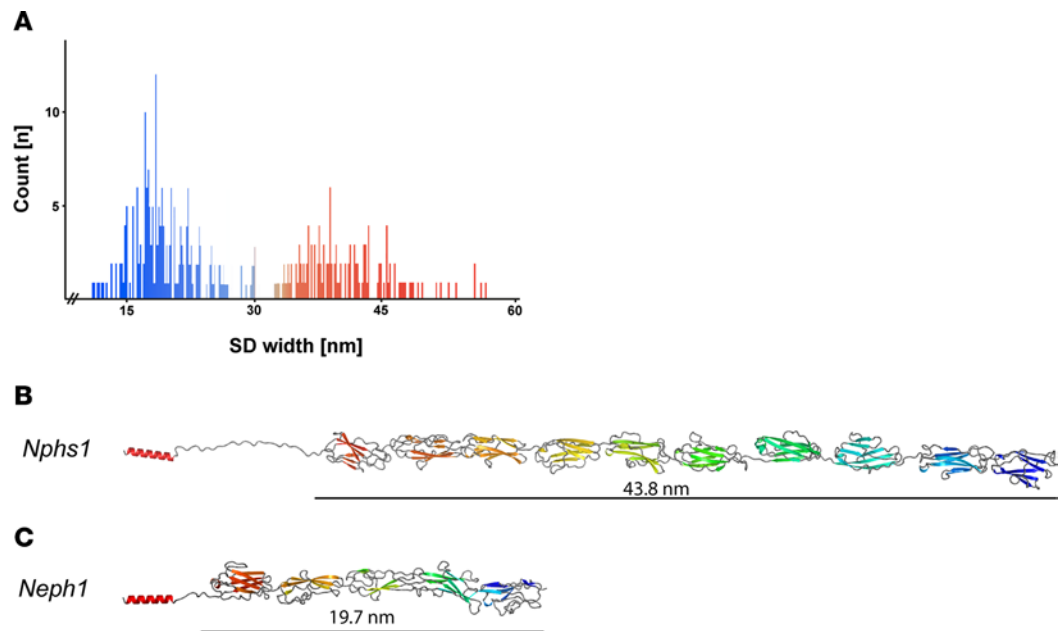 A
Count [n]
10
5
15
30
45
60
SD width [nm]
B
Nphs1
43.8 nm
C
Neph1
19.7 nm